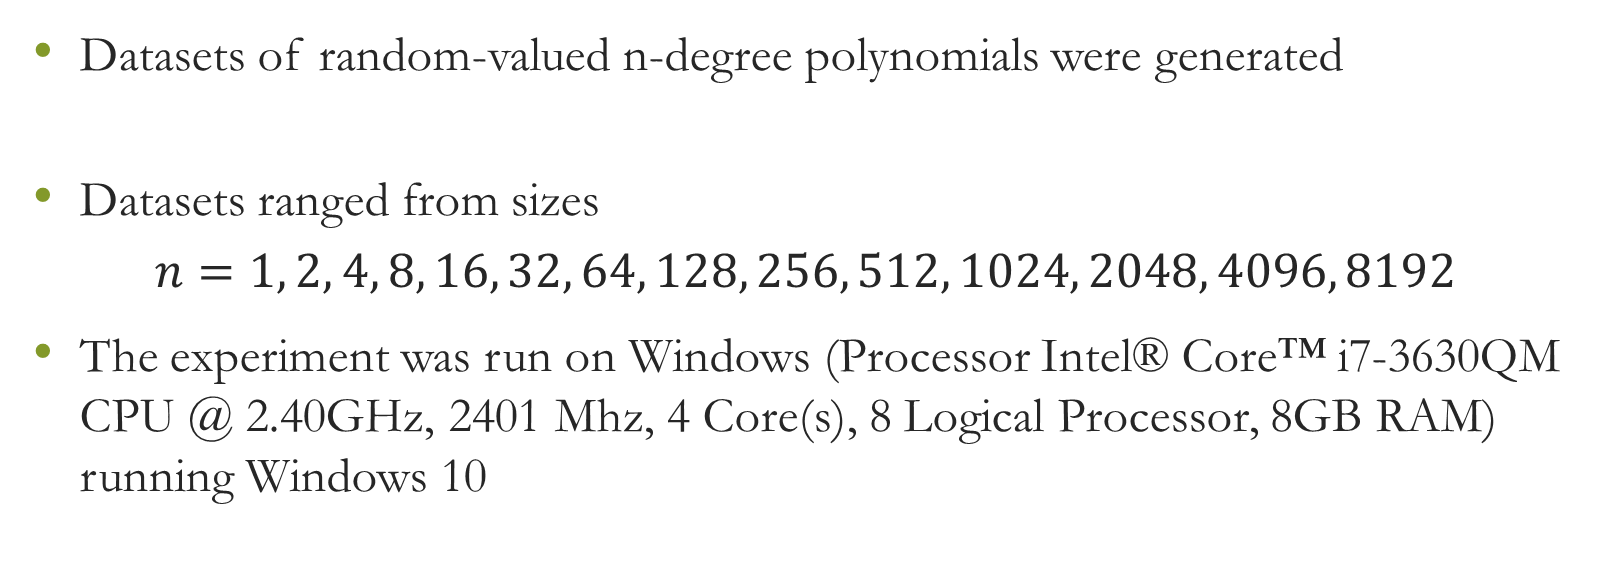 • Datasets of random-valued n-degree polynomials were generated
• Datasets ranged from sizes
n = 1, 2, 4, 8, 16, 32, 64, 128, 256, 512, 1024, 2048, 4096, 8192
• The experiment was run on Windows (Processor Intel® Core™ i7-3630QM
CPU @ 2.40GHz, 2401 Mhz, 4 Core(s), 8 Logical Processor, 8GB RAM)
running Windows 10